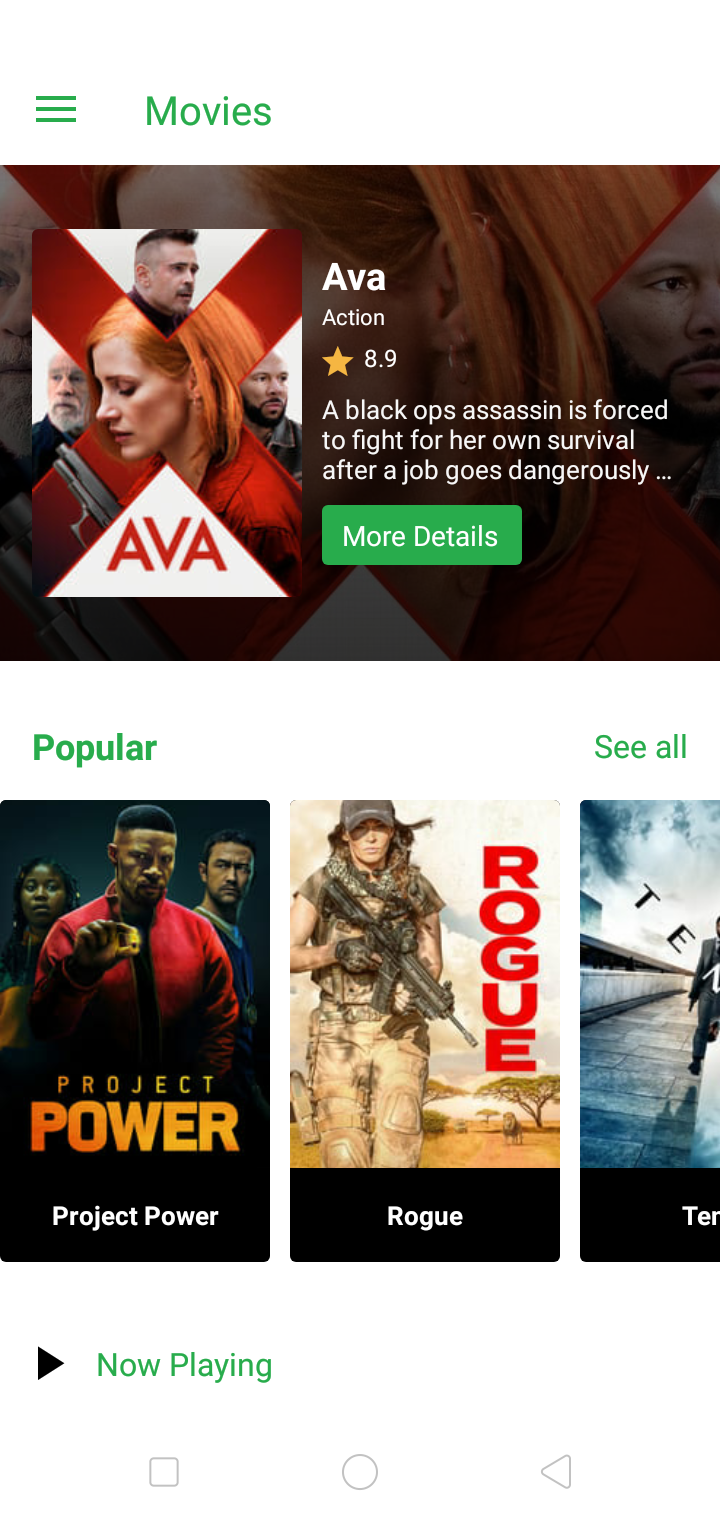 Movies
AVA
Ava
Action
8.9
A black ops assassin is forced
to fight for her own survival
after a job goes dangerously ...
More Details
Popular
See all
PROJECT
POWER
ROGUE
T E
Project Power
Rogue
Ten
Now Playing